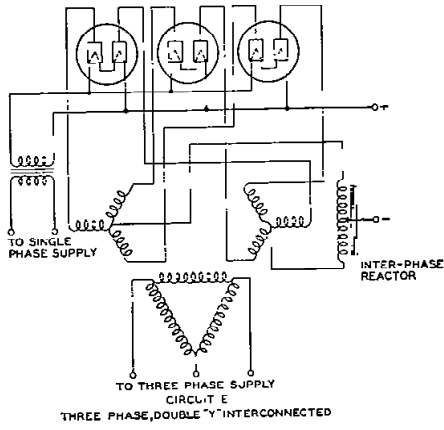 +
-
TO SINGLE
PHASE SUPPLY
INTER-PHASE
REACTOR
TO THREE PHASE SUPPLY
CIRCUIT E
THREE PHASE, DOUBLE "Y" INTERCONNECTED